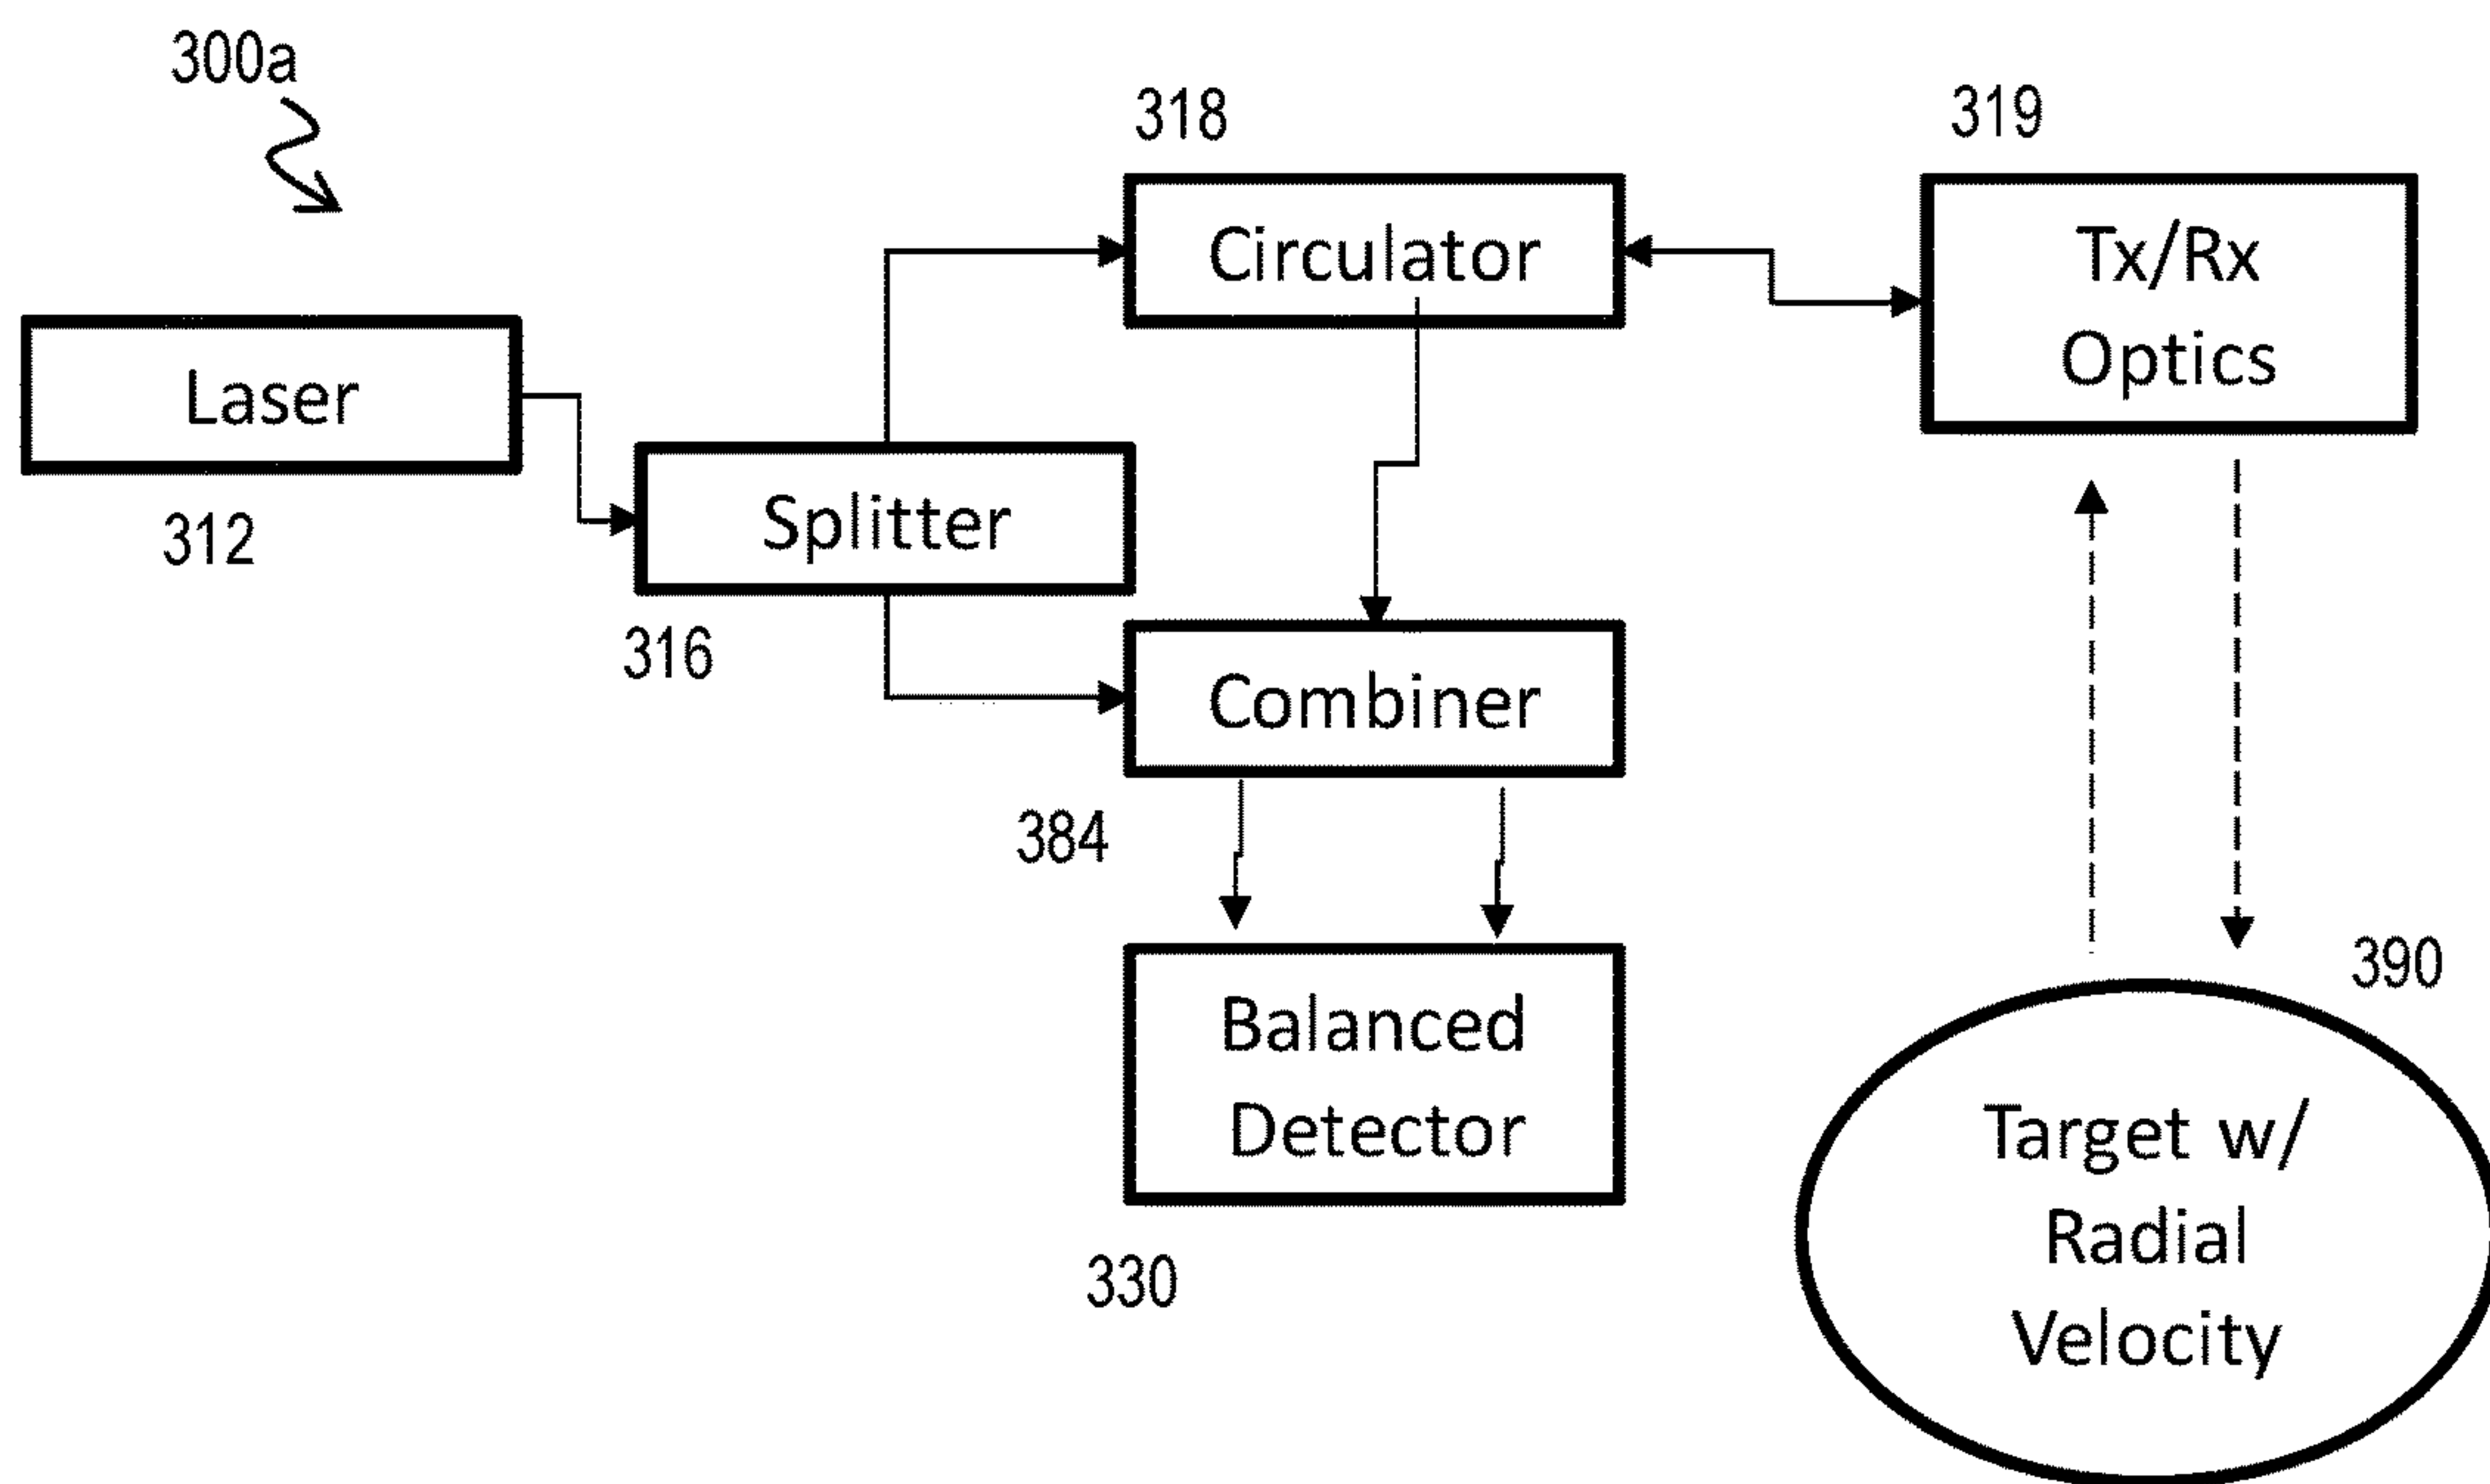 300a
318
319
Circulator
Tx/Rx
Optics
Laser
312
Splitter
316
Combiner
384
Balanced
Detector
330
390
Target w/
Radial
Velocity